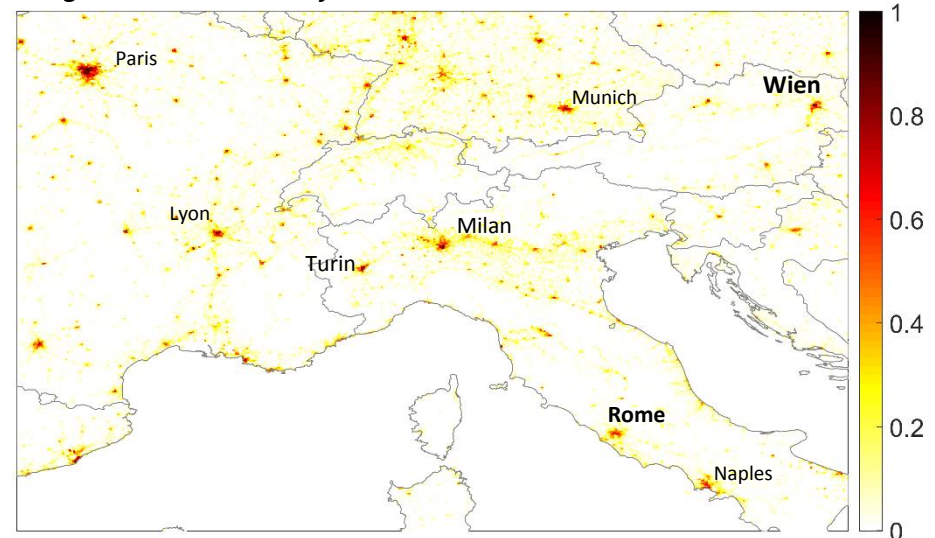 1
Paris
Wien
Munich
0.8
Lyon
Milan
0.6
Turin
0.4
Rome
0.2
Naples
0